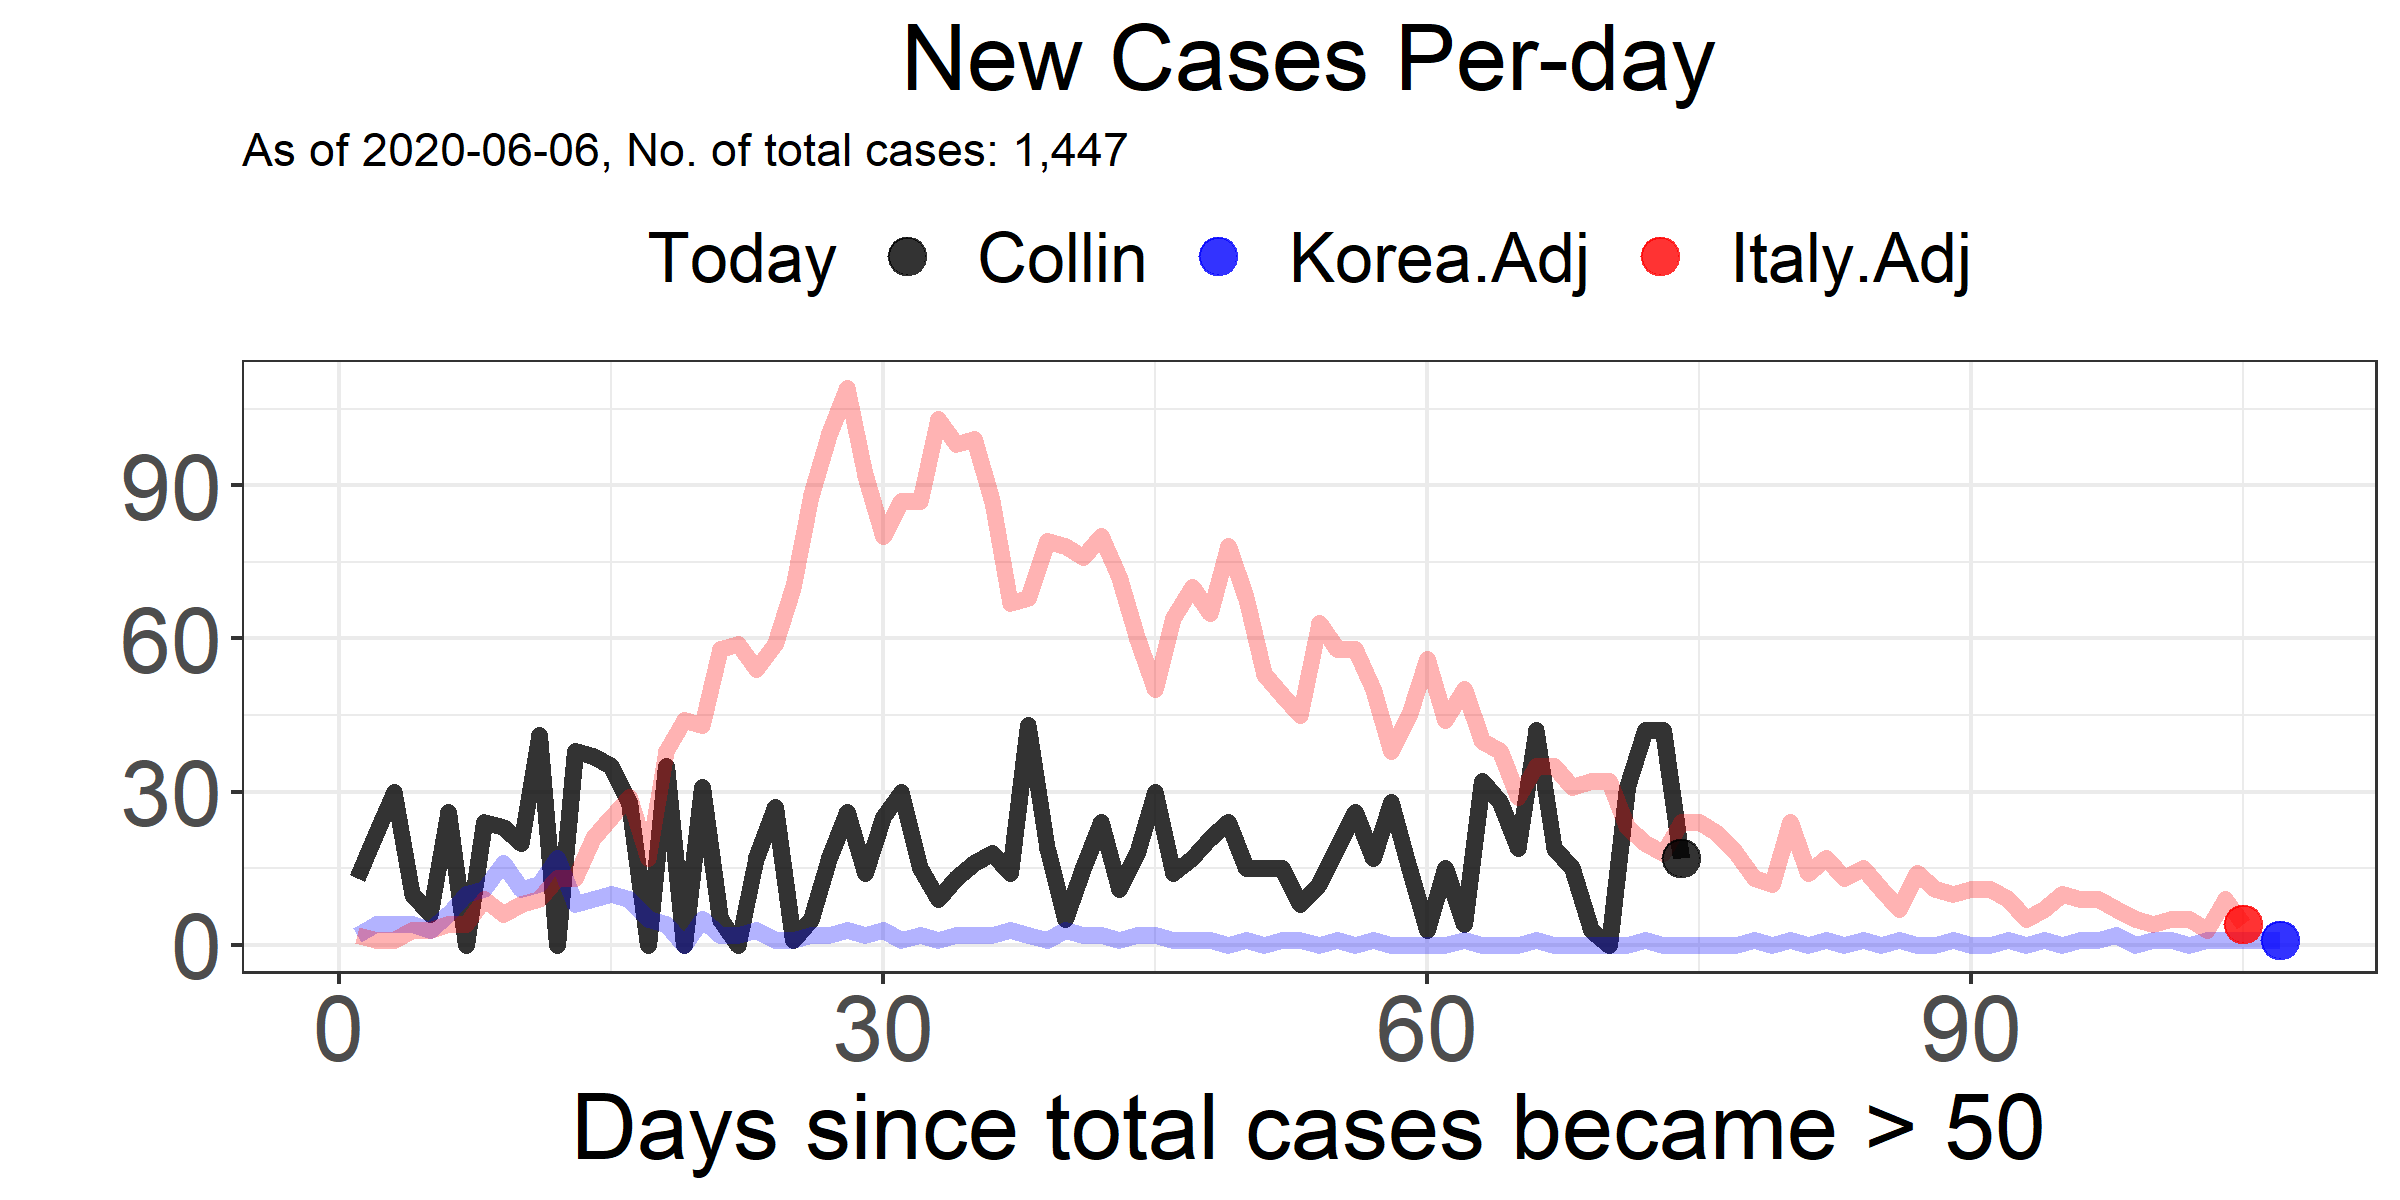 New Cases Per-day
As of 2020-06-06, No. of total cases: 1,447
Today Collin Korea.Adj Italy.Adj
90
60
30
0
0 30 60 90
Days since total cases became > 50